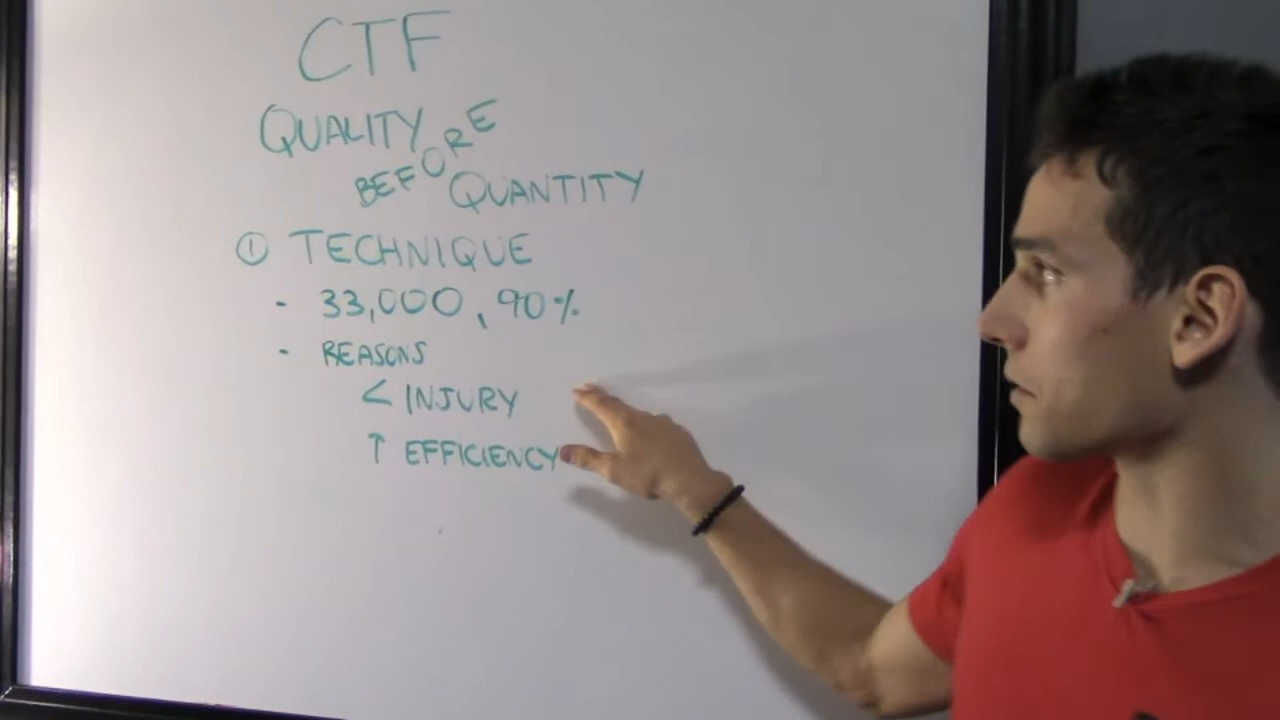 CTF
QUALITY BEFORE
QUANTITY
① TECHNIQUE
- 33,000, 90%
- REASONS
< INJURY
↑ EFFICIENCY